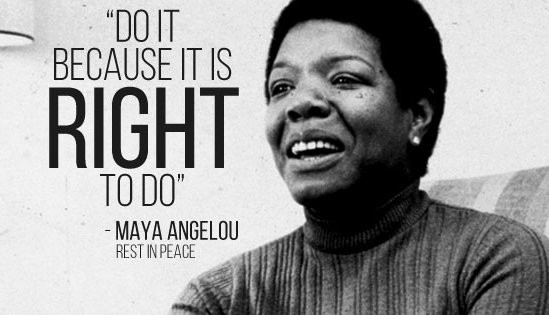 “DO IT
BECAUSE IT IS
RIGHT
TO DO”
- MAYA ANGELOU
REST IN PEACE